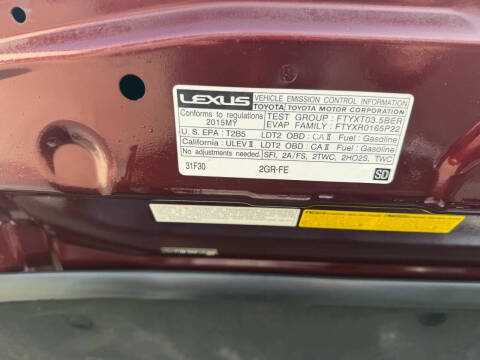 LEXUS VEHICLE EMISSION CONTROL INFORMATION
TOYOTA TOYOTA MOTOR CORPORATION
Conforms to regulations TEST GROUP : FTYXT03.5BER
2015MY EVAP FAMILY : FTYXR0165P22
U. S. EPA : T2B5 LDT2 OBD : CA II Fuel : Gasoline
California : ULEV II LDT2 OBD : CA II Fuel : Gasoline
No adjustments needed. SFI, 2A/FS, 2TWC, 2HO2S, TWC
31F30 2GR-FE SD